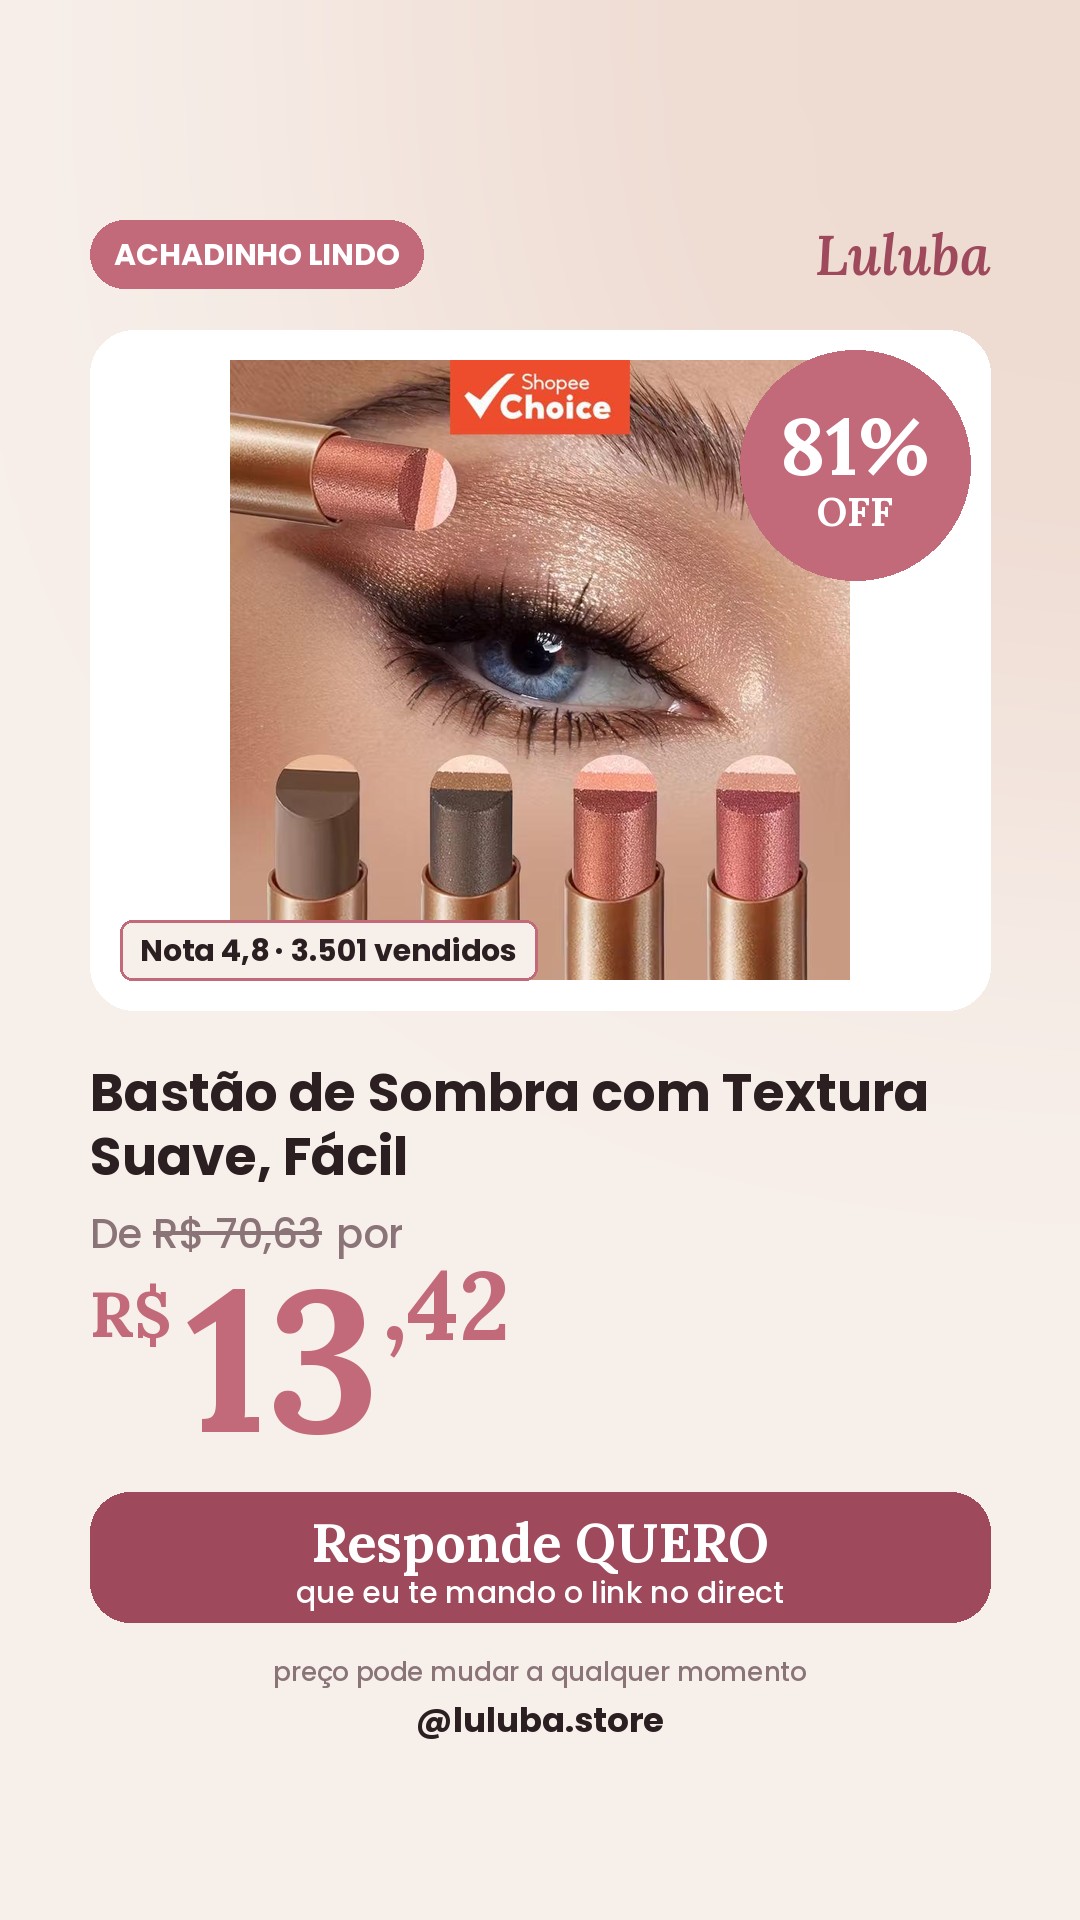 ACHADINHO LINDO
Luluba
Shopee
Choice
81%
OFF
Nota 4,8 · 3.501 vendidos
Bastão de Sombra com Textura
Suave, Fácil
De R$ 70,63 por
R$ 13,42
Responde QUERO
que eu te mando o link no direct
preço pode mudar a qualquer momento
@luluba.store